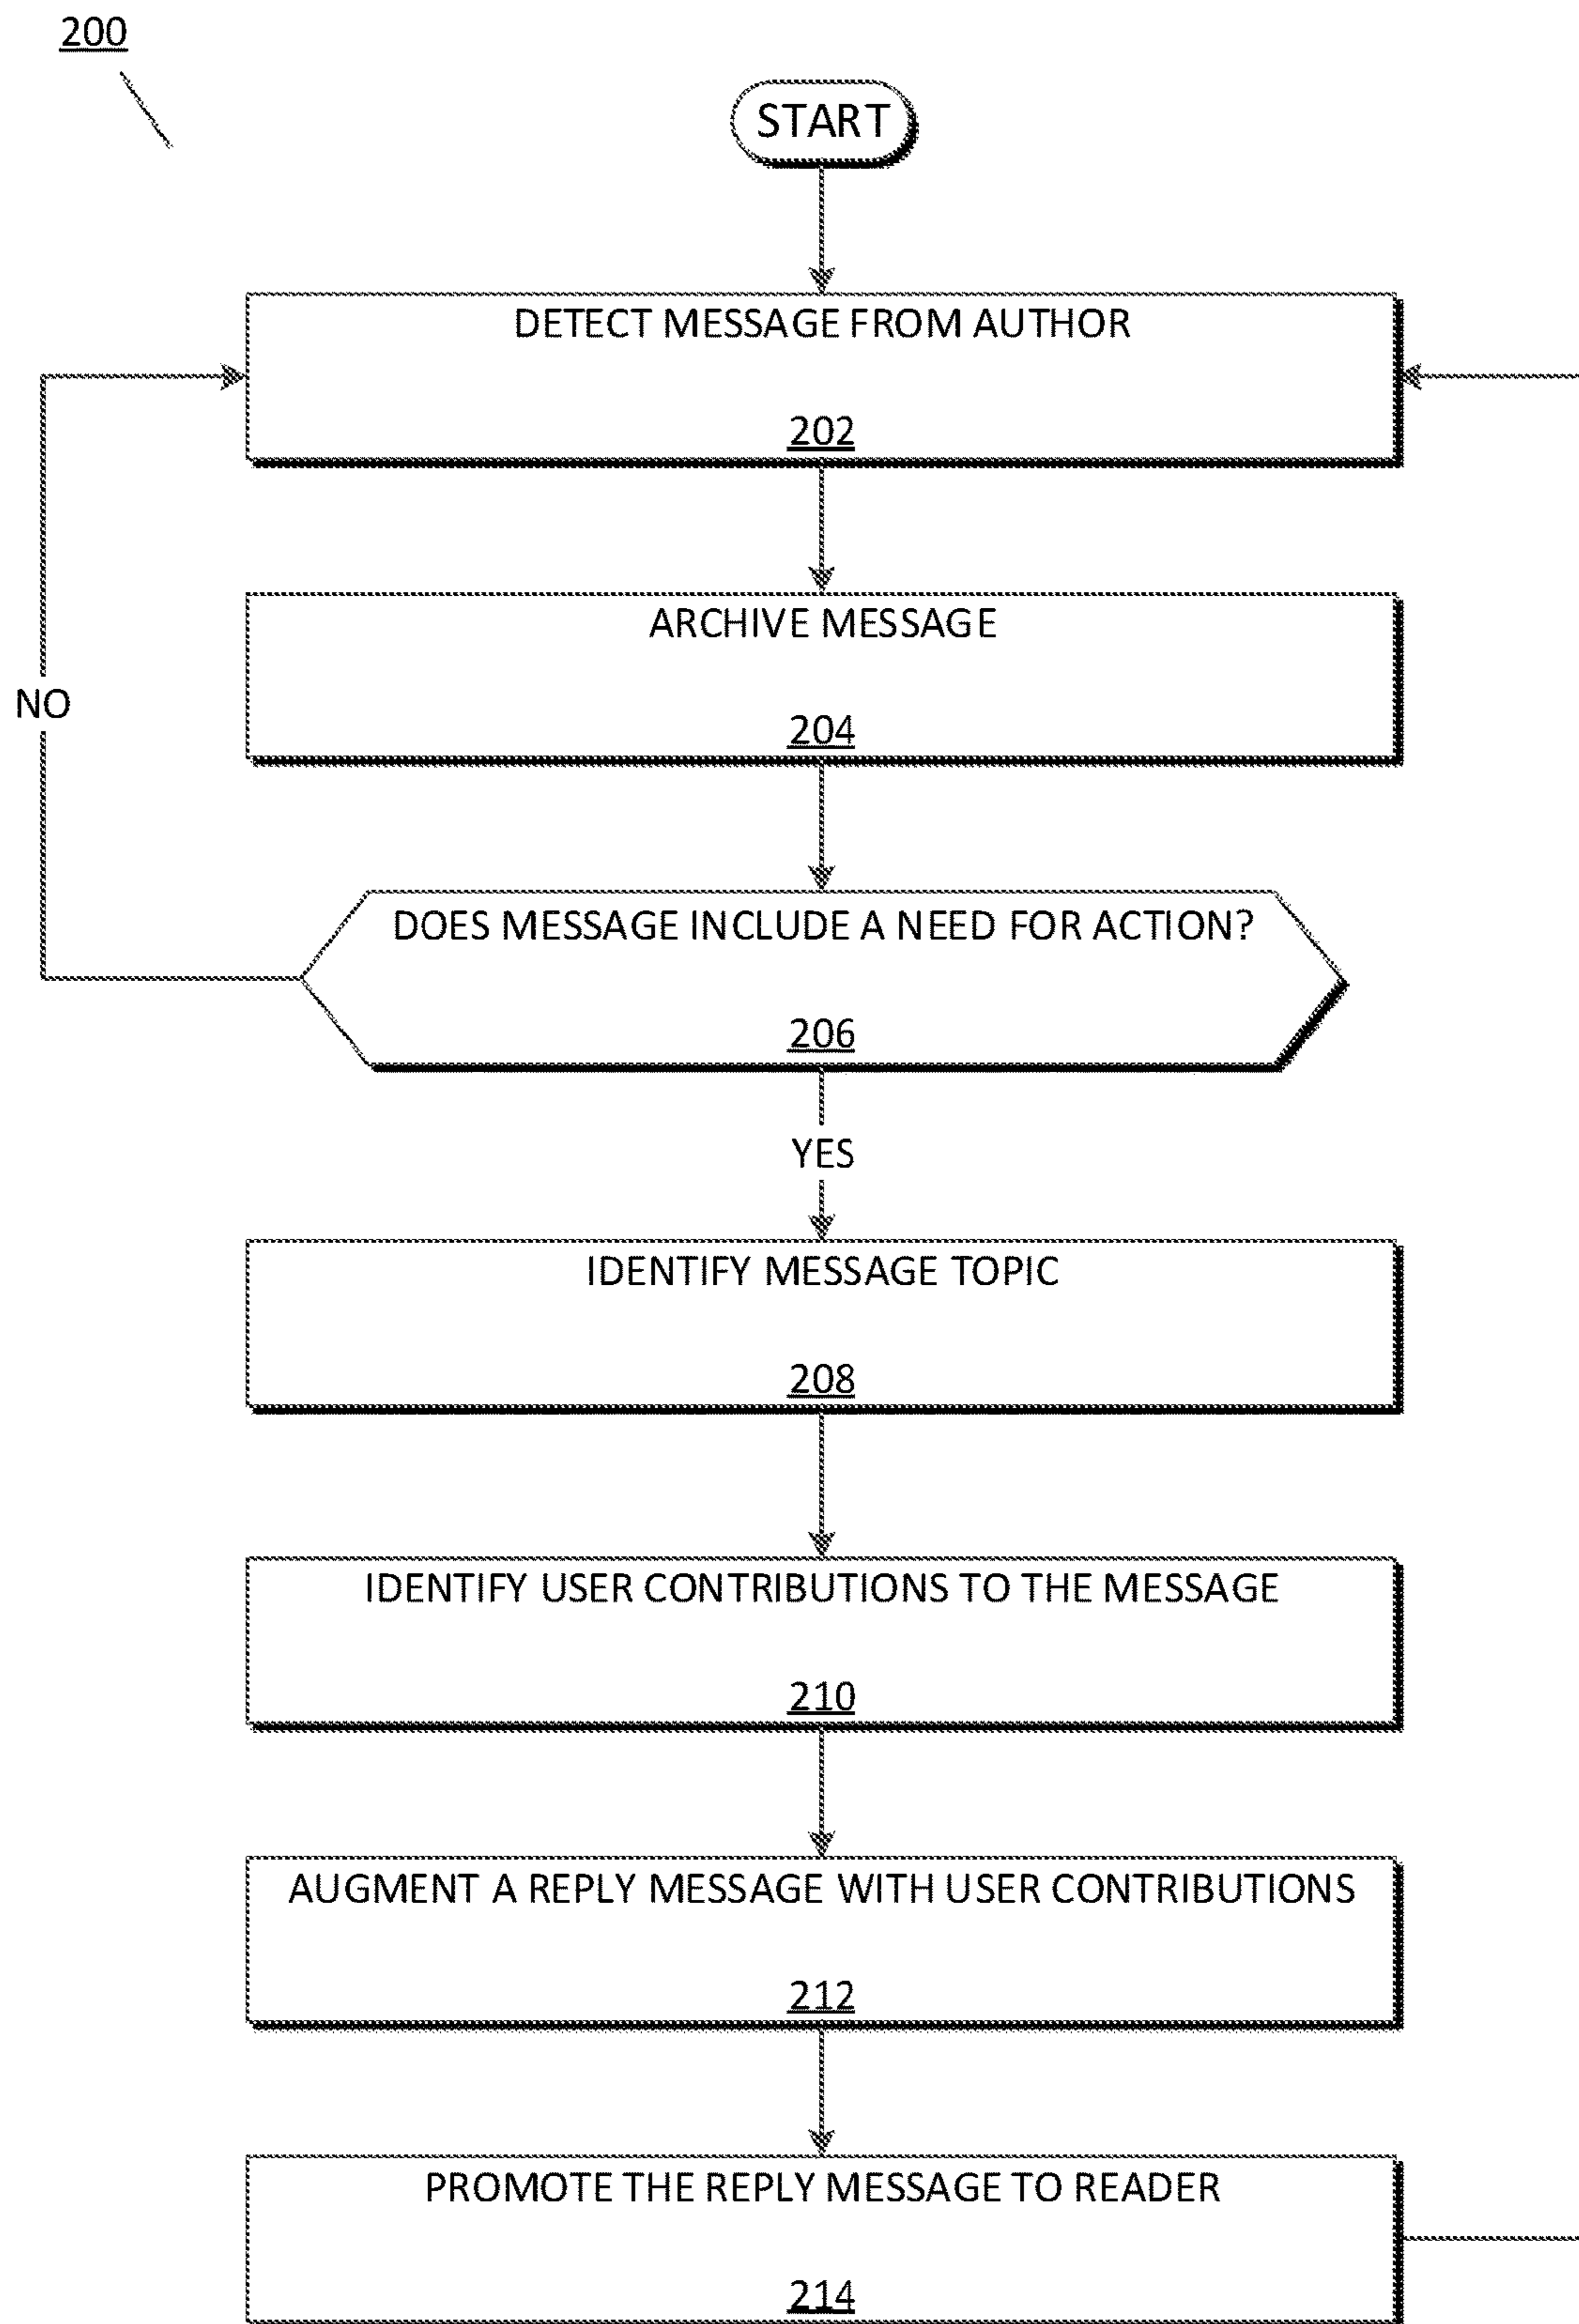 200
START
DETECT MESSAGE FROM AUTHOR
202
ARCHIVE MESSAGE
204
NO
DOES MESSAGE INCLUDE A NEED FOR ACTION?
206
YES
IDENTIFY MESSAGE TOPIC
208
IDENTIFY USER CONTRIBUTIONS TO THE MESSAGE
210
AUGMENT A REPLY MESSAGE WITH USER CONTRIBUTIONS
212
PROMOTE THE REPLY MESSAGE TO READER
214